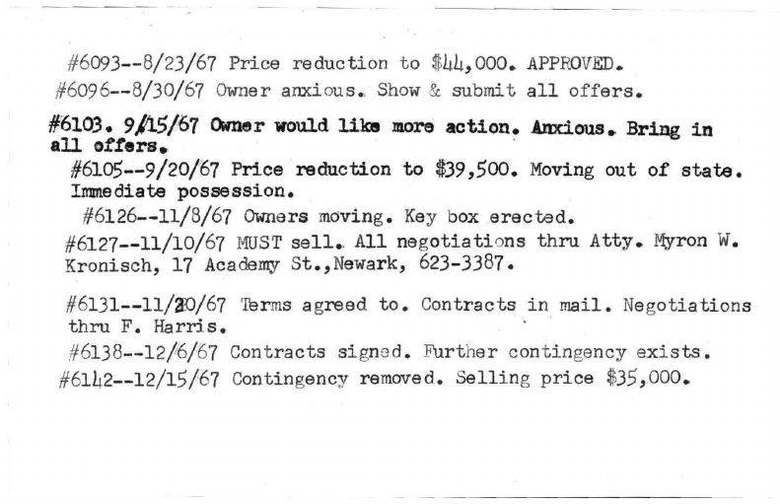 #6093--8/23/67 Price reduction to $44,000. APPROVED.
#6096--8/30/67 Owner anxious. Show & submit all offers.
#6103. 9/15/67 Owner would like more action. Anxious. Bring in
all offers.
#6105--9/20/67 Price reduction to $39,500. Moving out of state.
Immediate possession.
#6126--11/8/67 Owners moving. Key box erected.
#6127--11/10/67 MUST sell. All negotiations thru Atty. Myron W.
Kronisch, 17 Academy St.,Newark, 623-3387.
#6131--11/20/67 Terms agreed to. Contracts in mail. Negotiations
thru F. Harris.
#6138--12/6/67 Contracts signed. Further contingency exists.
#6142--12/15/67 Contingency removed. Selling price $35,000.